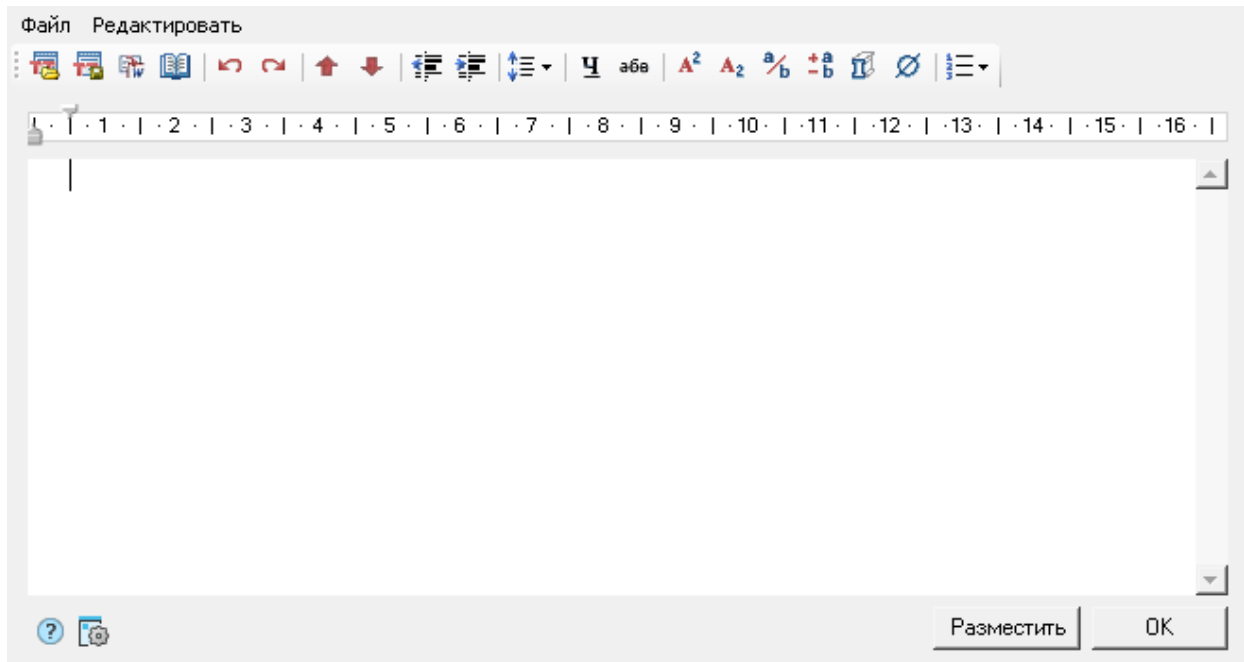 Файл Редактировать
Ч абв A² A₂ a/b ±a b
1 2 3 4 5 6 7 8 9 10 11 12 13 14 15 16
?
Разместить OK